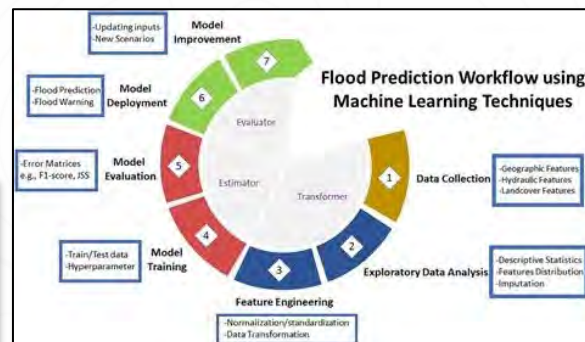 Flood Prediction Workflow using
Machine Learning Techniques
1
Data Collection
-Geographic Features
-Hydraulic Features
-Landcover Features
2
Exploratory Data Analysis
-Descriptive Statistics
-Features Distribution
-Imputation
3
Feature Engineering
-Normalization/standardization
-Data Transformation
4
Model
Training
-Train/Test data
-Hyperparameter
5
Model
Evaluation
-Error Matrices
e.g., F1-score, JSS
6
Model
Deployment
-Flood Prediction
-Flood Warning
7
Model
Improvement
-Updating inputs
-New Scenarios
Evaluator
Estimator
Transformer